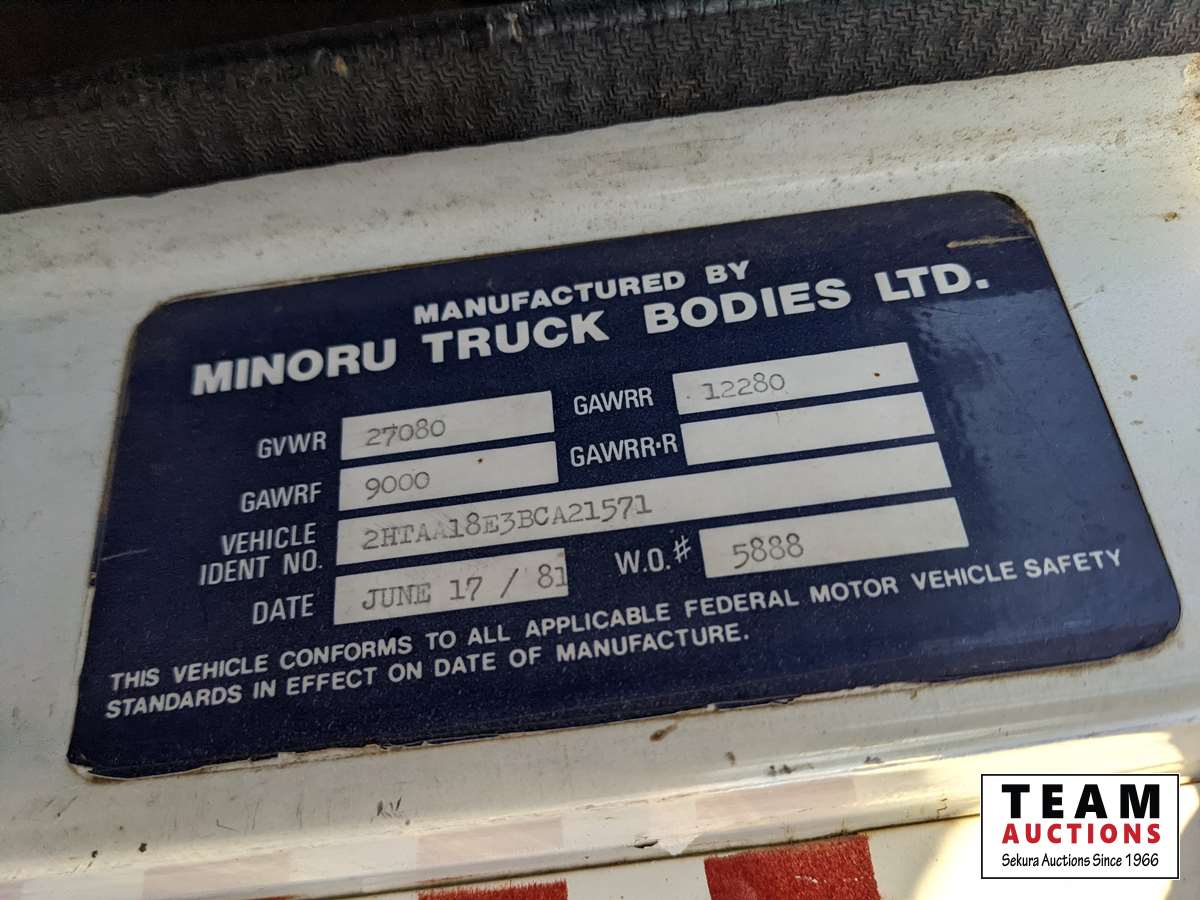 MANUFACTURED BY
MINORU TRUCK BODIES LTD.
GVWR 27080 GAWRR 12280
GAWRF 9000 GAWRR-R
VEHICLE IDENT NO. 2HTAA18E3BCA21571
DATE JUNE 17 / 81 W.O.# 5888
THIS VEHICLE CONFORMS TO ALL APPLICABLE FEDERAL MOTOR VEHICLE SAFETY
STANDARDS IN EFFECT ON DATE OF MANUFACTURE.
TEAM
AUCTIONS
Sekura Auctions Since 1966